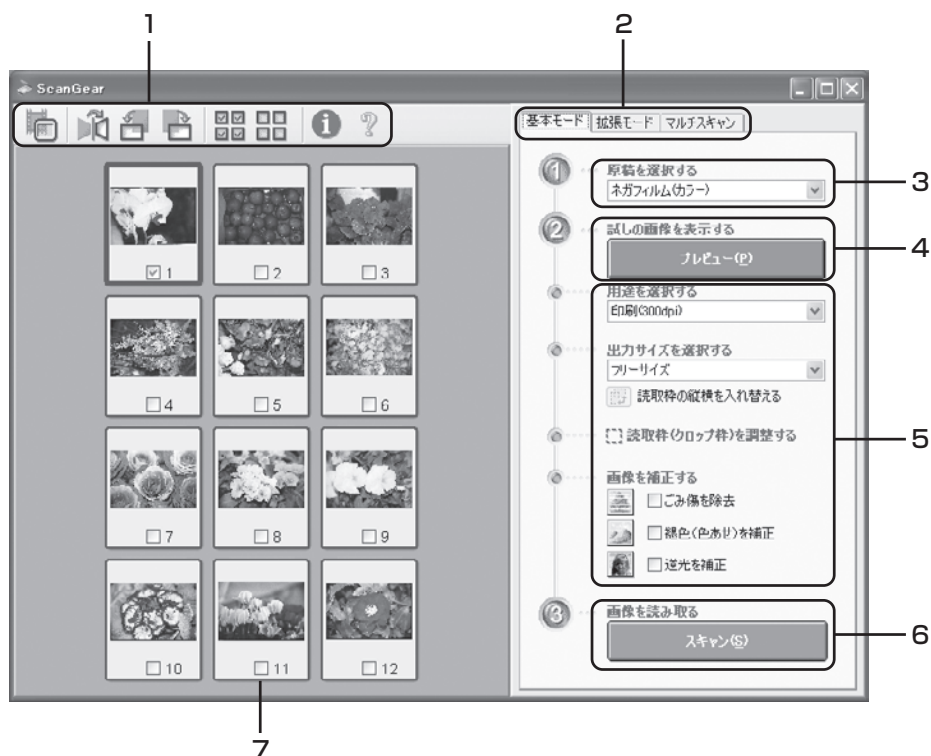 1
2
ScanGear
基本モード 拡張モード マルチスキャン
1
原稿を選択する
ネガフィルム(カラー)
3
2
試しの画像を表示する
プレビュー(P)
4
用途を選択する
印刷(300dpi)
出力サイズを選択する
フリーサイズ
読取枠の縦横を入れ替える
読取枠(クロップ枠)を調整する
5
画像を補正する
ごみ傷を除去
褪色(色あせ)を補正
逆光を補正
3
画像を読み取る
スキャン(S)
6
1
2
3
4
5
6
7
8
9
10
11
12
7